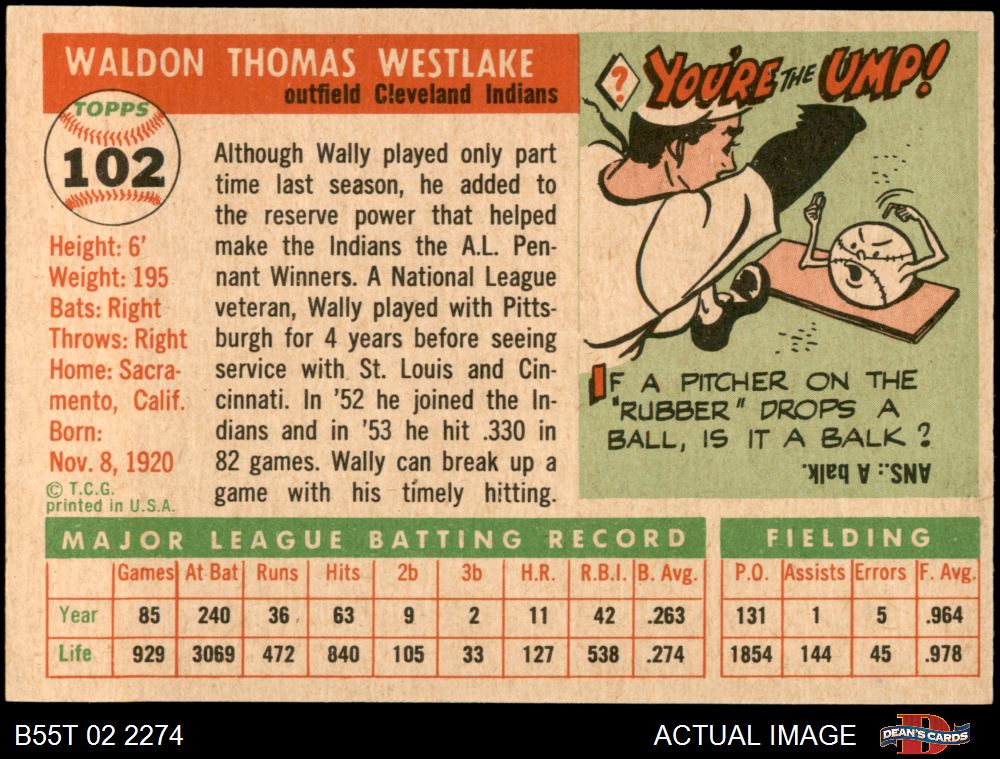 WALDON THOMAS WESTLAKE
outfield Cleveland Indians
TOPPS
102
Height: 6'
Weight: 195
Bats: Right
Throws: Right
Home: Sacra-
mento, Calif.
Born:
Nov. 8, 1920
© T.C.G.
printed in U.S.A.
Although Wally played only part
time last season, he added to
the reserve power that helped
make the Indians the A.L. Pen-
nant Winners. A National League
veteran, Wally played with Pitts-
burgh for 4 years before seeing
service with St. Louis and Cin-
cinnati. In '52 he joined the In-
dians and in '53 he hit .330 in
82 games. Wally can break up a
game with his timely hitting.
? YOU'RE THE UMP!
IF A PITCHER ON THE
"RUBBER" DROPS A
BALL, IS IT A BALK?
ANS.: A balk.
MAJOR LEAGUE BATTING RECORD
Games At Bat Runs Hits 2b 3b H.R. R.B.I. B. Avg.
Year 85 240 36 63 9 2 11 42 .263
Life 929 3069 472 840 105 33 127 538 .274
FIELDING
P.O. Assists Errors F. Avg.
131 1 5 .964
1854 144 45 .978
B55T 02 2274
ACTUAL IMAGE
D
DEAN'S CARDS